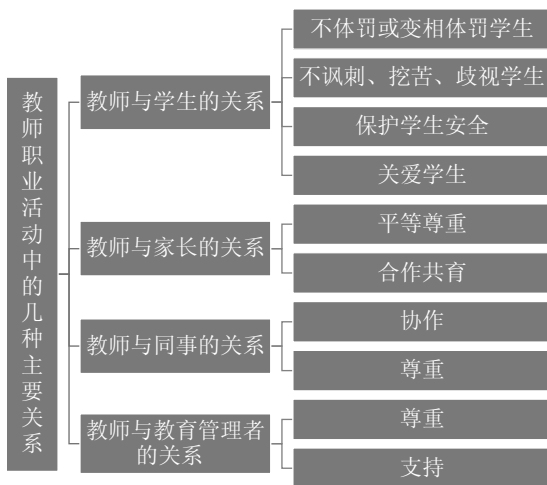 教师职业活动中的几种主要关系
教师与学生的关系
不体罚或变相体罚学生
不讽刺、挖苦、歧视学生
保护学生安全
关爱学生
教师与家长的关系
平等尊重
合作共育
教师与同事的关系
协作
尊重
教师与教育管理者
的关系
尊重
支持